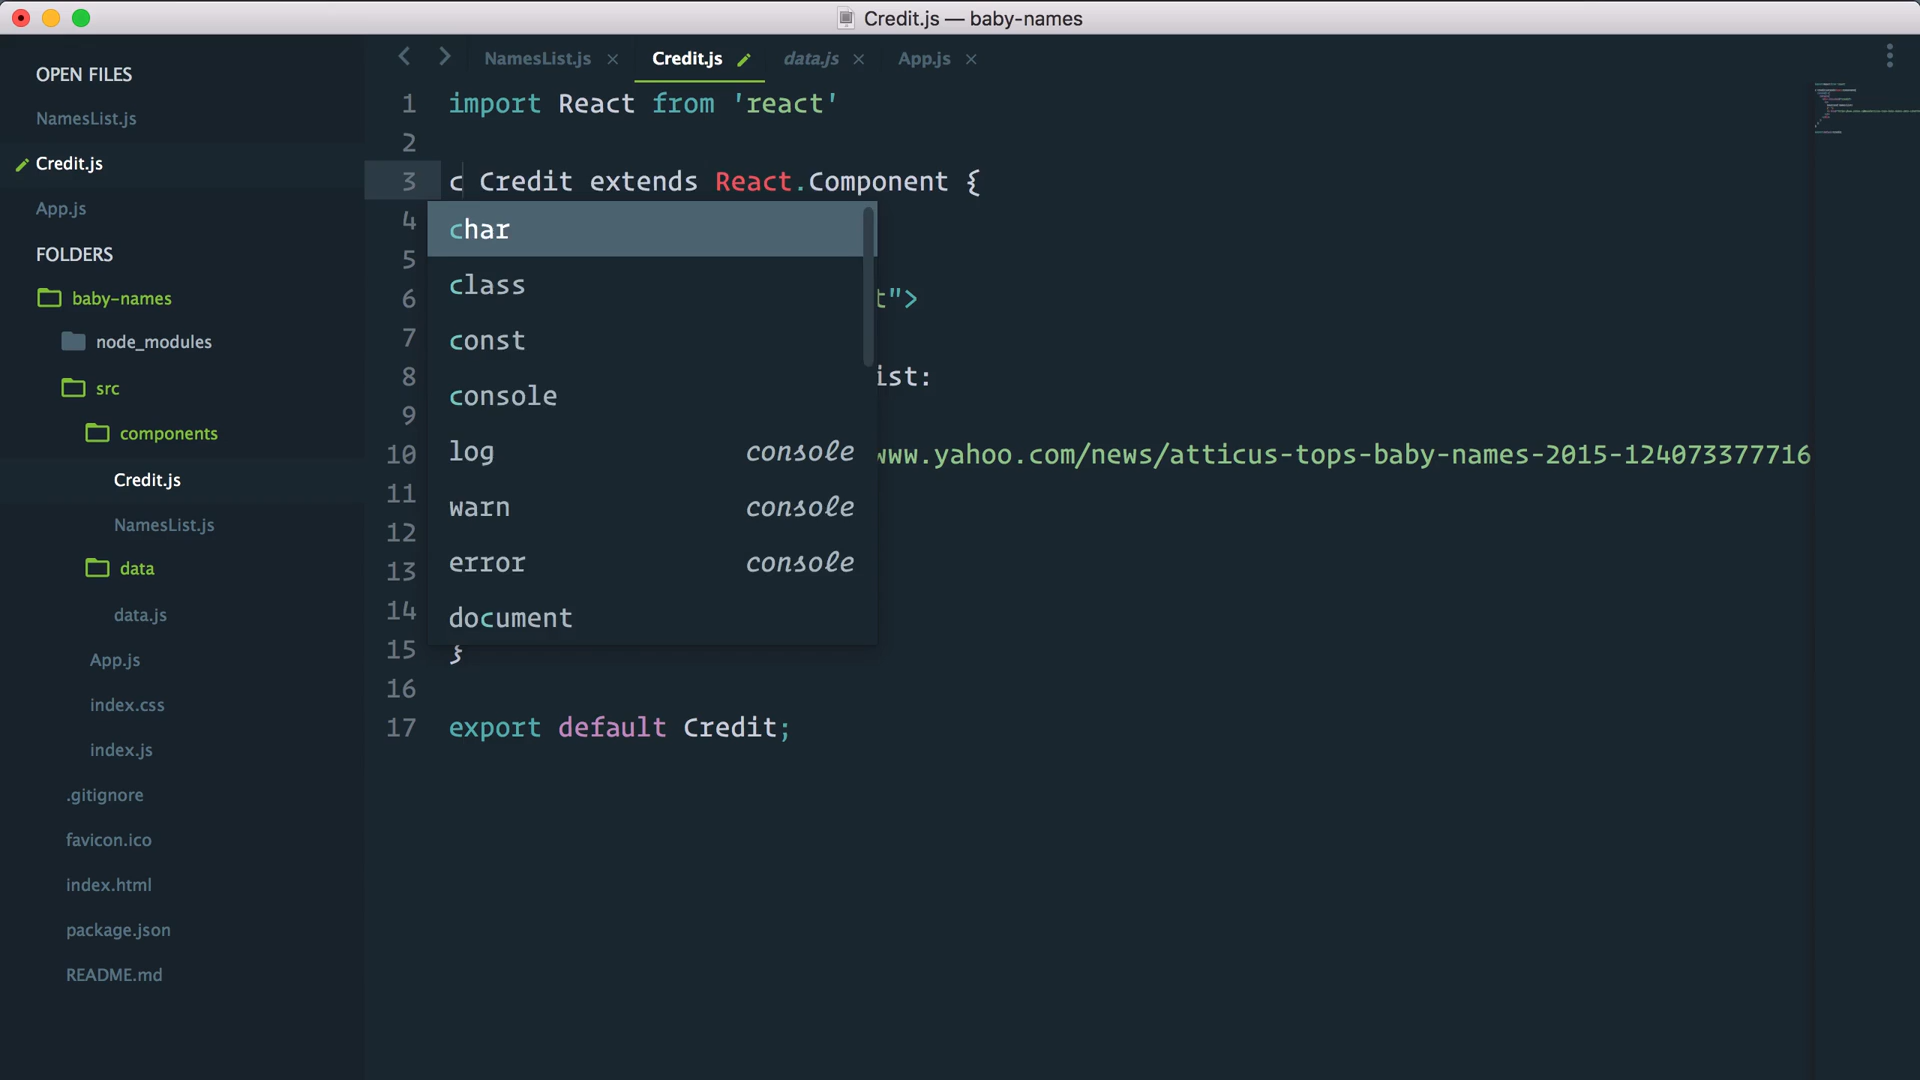 Credit.js — baby-names
OPEN FILES
NamesList.js
Credit.js
App.js
FOLDERS
baby-names
node_modules
src
components
Credit.js
NamesList.js
data
data.js
App.js
index.css
index.js
.gitignore
favicon.ico
index.html
package.json
README.md
NamesList.js × Credit.js data.js × App.js ×
1 import React from 'react'
2
3 c Credit extends React.Component {
4
5
6 t">
7
8 ist:
9
10 www.yahoo.com/news/atticus-tops-baby-names-2015-124073377716
11
12
13
14
15 }
16
17 export default Credit;
char
class
const
console
log console
warn console
error console
document